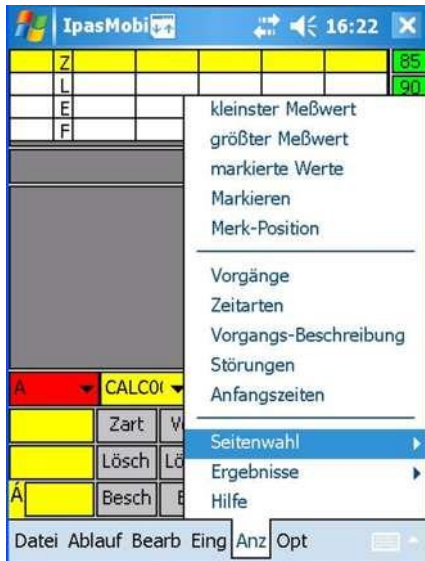 IpasMobil 16:22
Z 85
L 90
E
F
kleinster Meßwert
größter Meßwert
markierte Werte
Markieren
Merk-Position
Vorgänge
Zeitarten
Vorgangs-Beschreibung
Störungen
Anfangszeiten
Seitenwahl
Ergebnisse
Hilfe
A
Zart
Lösch
Á Besch
Datei Ablauf Bearb Eing Anz Opt